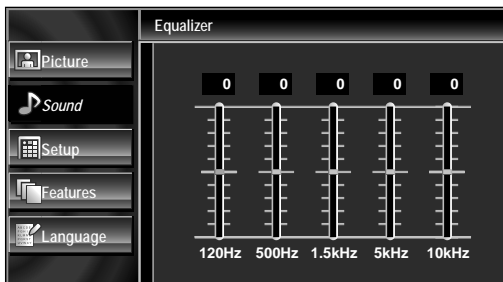 Equalizer
Picture
Sound
Setup
Features
Language
0 0 0 0 0
120Hz 500Hz 1.5kHz 5kHz 10kHz